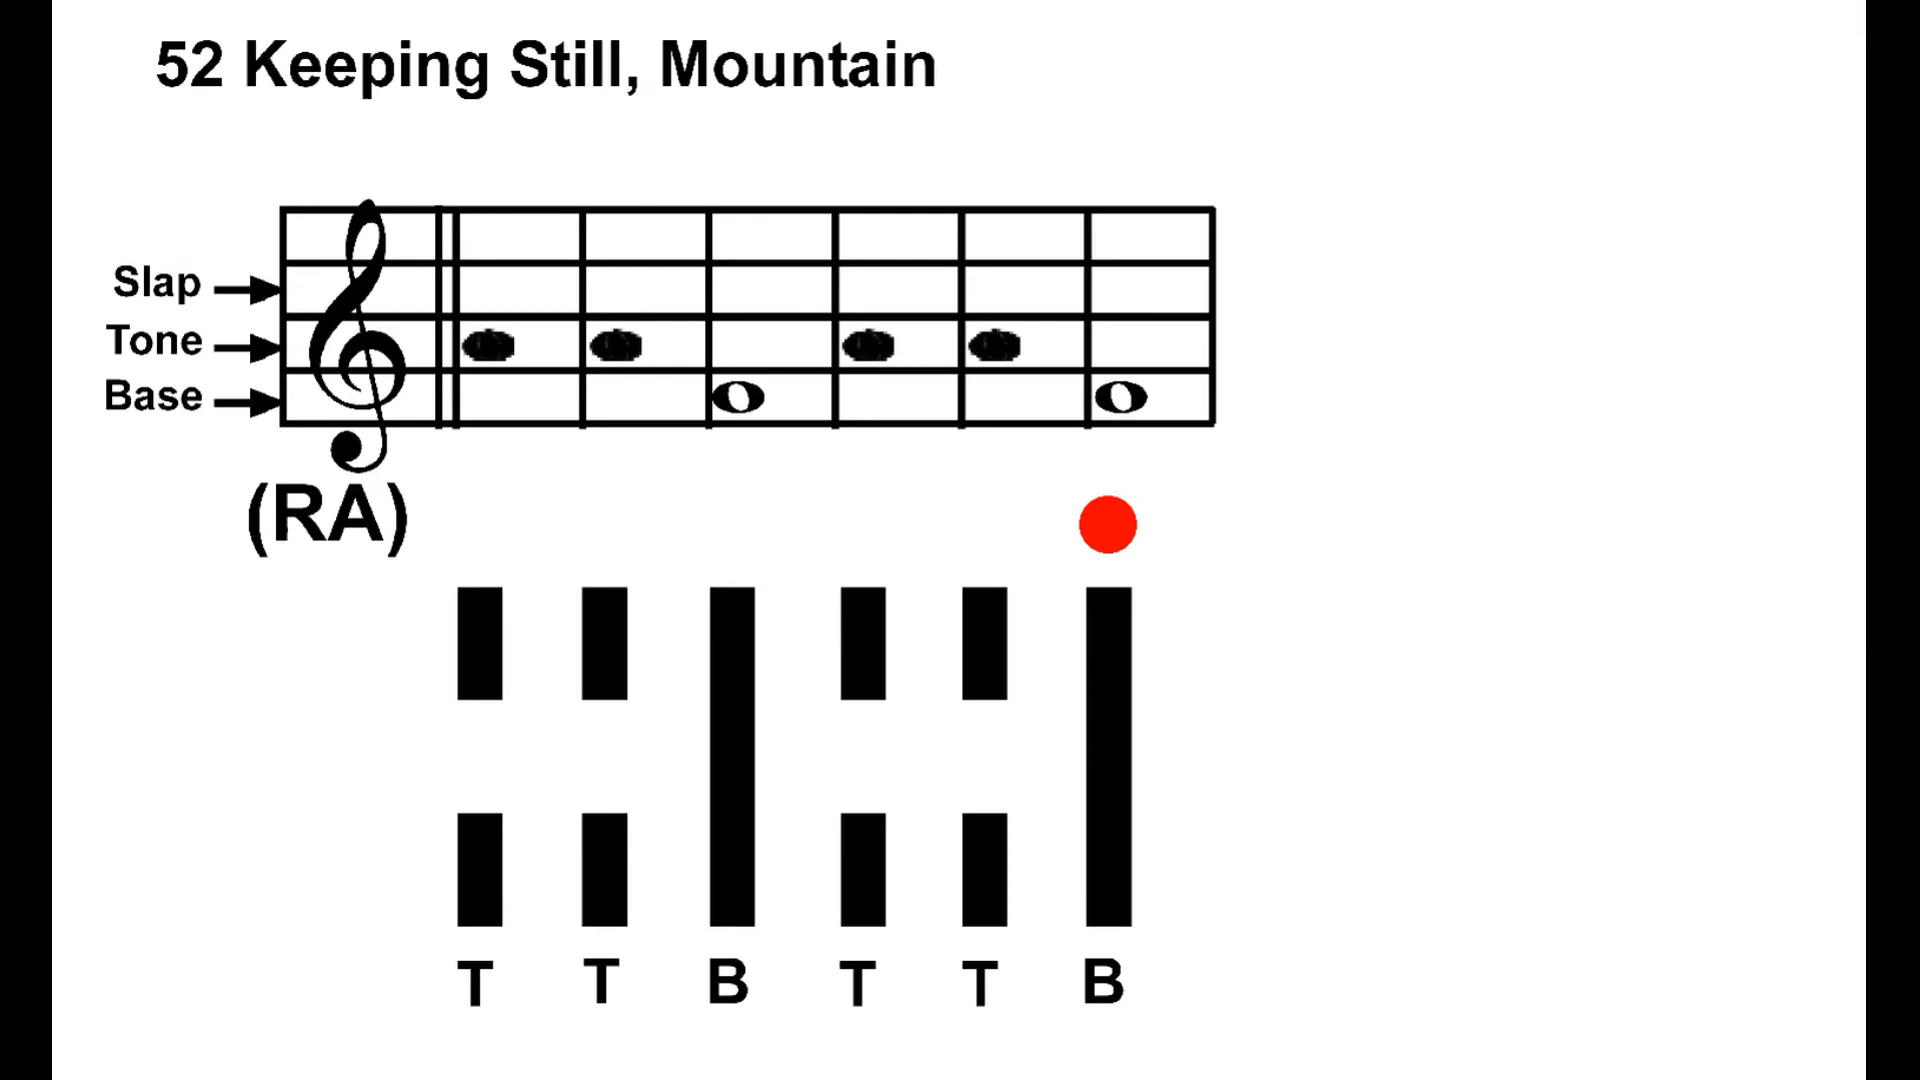 52 Keeping Still, Mountain
Slap
Tone
Base
(RA)
T T B T T B